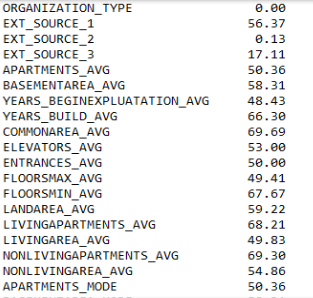 ORGANIZATION_TYPE 0.00
EXT_SOURCE_1 56.37
EXT_SOURCE_2 0.13
EXT_SOURCE_3 17.11
APARTMENTS_AVG 50.36
BASEMENTAREA_AVG 58.31
YEARS_BEGINEXPLUATATION_AVG 48.43
YEARS_BUILD_AVG 66.30
COMMONAREA_AVG 69.69
ELEVATORS_AVG 53.00
ENTRANCES_AVG 50.00
FLOORSMAX_AVG 49.41
FLOORSMIN_AVG 67.67
LANDAREA_AVG 59.22
LIVINGAPARTMENTS_AVG 68.21
LIVINGAREA_AVG 49.83
NONLIVINGAPARTMENTS_AVG 69.30
NONLIVINGAREA_AVG 54.86
APARTMENTS_MODE 50.36